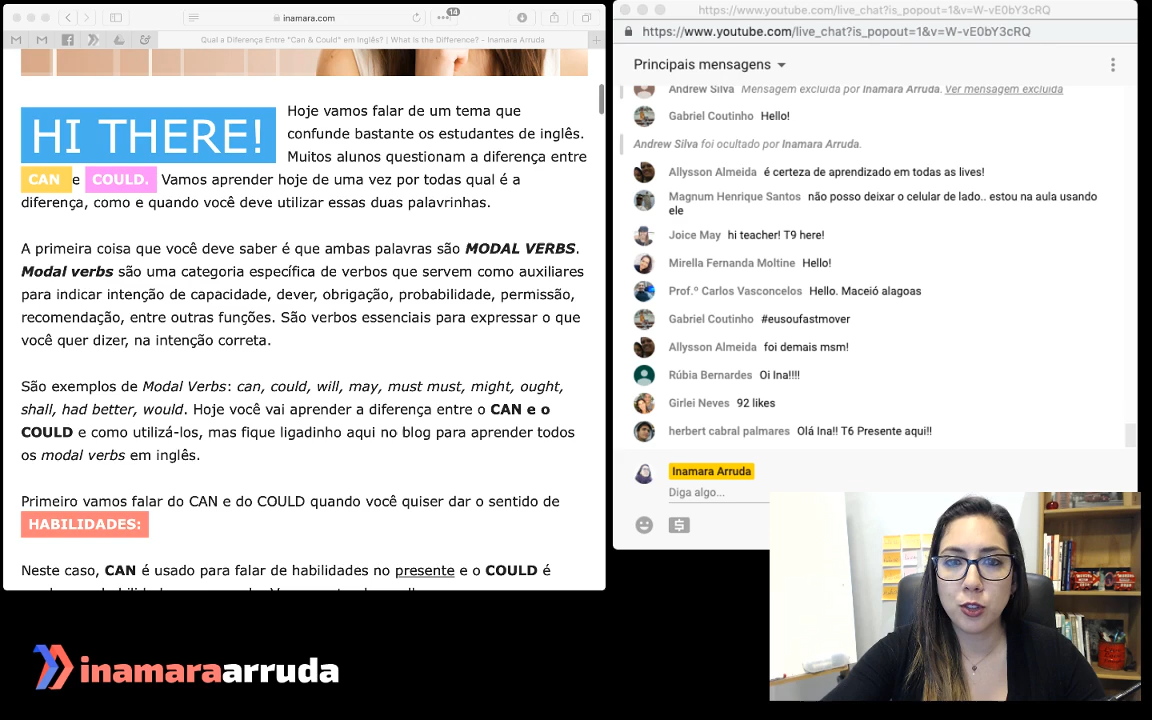 inamara.com
14
Qual a Diferença Entre "Can & Could" em Inglês? | What is the Difference? – Inamara Arruda
HI THERE!
Hoje vamos falar de um tema que
confunde bastante os estudantes de inglês.
Muitos alunos questionam a diferença entre
CAN e COULD. Vamos aprender hoje de uma vez por todas qual é a
diferença, como e quando você deve utilizar essas duas palavrinhas.
A primeira coisa que você deve saber é que ambas palavras são MODAL VERBS.
Modal verbs são uma categoria específica de verbos que servem como auxiliares
para indicar intenção de capacidade, dever, obrigação, probabilidade, permissão,
recomendação, entre outras funções. São verbos essenciais para expressar o que
você quer dizer, na intenção correta.
São exemplos de Modal Verbs: can, could, will, may, must must, might, ought,
shall, had better, would. Hoje você vai aprender a diferença entre o CAN e o
COULD e como utilizá-los, mas fique ligadinho aqui no blog para aprender todos
os modal verbs em inglês.
Primeiro vamos falar do CAN e do COULD quando você quiser dar o sentido de
HABILIDADES:
Neste caso, CAN é usado para falar de habilidades no presente e o COULD é
https://www.youtube.com/live_chat?is_popout=1&v=W-vE0bY3cRQ
https://www.youtube.com/live_chat?is_popout=1&v=W-vE0bY3cRQ
Principais mensagens
Andrew Silva Mensagem excluída por Inamara Arruda. Ver mensagem excluída
Gabriel Coutinho Hello!
Andrew Silva foi ocultado por Inamara Arruda.
Allysson Almeida é certeza de aprendizado em todas as lives!
Magnum Henrique Santos não posso deixar o celular de lado.. estou na aula usando
ele
Joice May hi teacher! T9 here!
Mirella Fernanda Moltine Hello!
Prof.º Carlos Vasconcelos Hello. Maceió alagoas
Gabriel Coutinho #eusoufastmover
Allysson Almeida foi demais msm!
Rúbia Bernardes Oi Ina!!!!
Girlei Neves 92 likes
herbert cabral palmares Olá Ina!! T6 Presente aqui!!
Inamara Arruda
Diga algo...
inamaraarruda